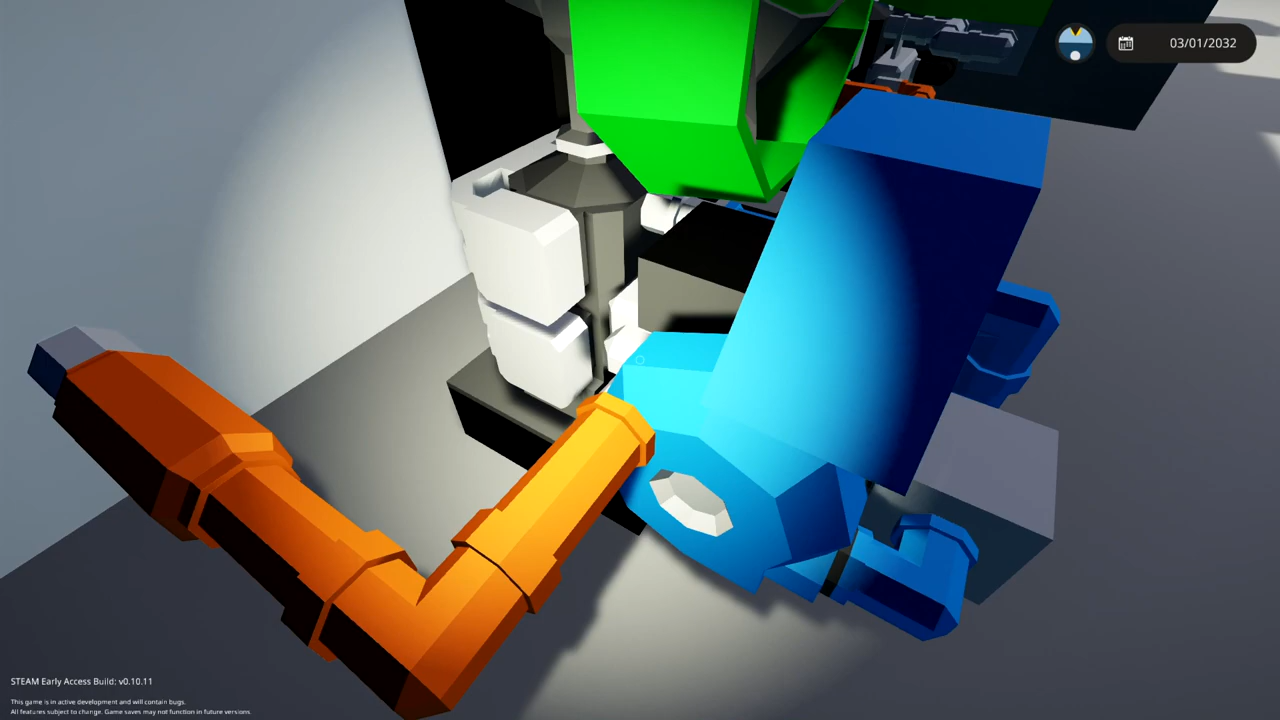 03/01/2032
STEAM Early Access Build: v0.10.11
This game is in active development and will contain bugs.
All features subject to change. Game saves may not function in future versions.